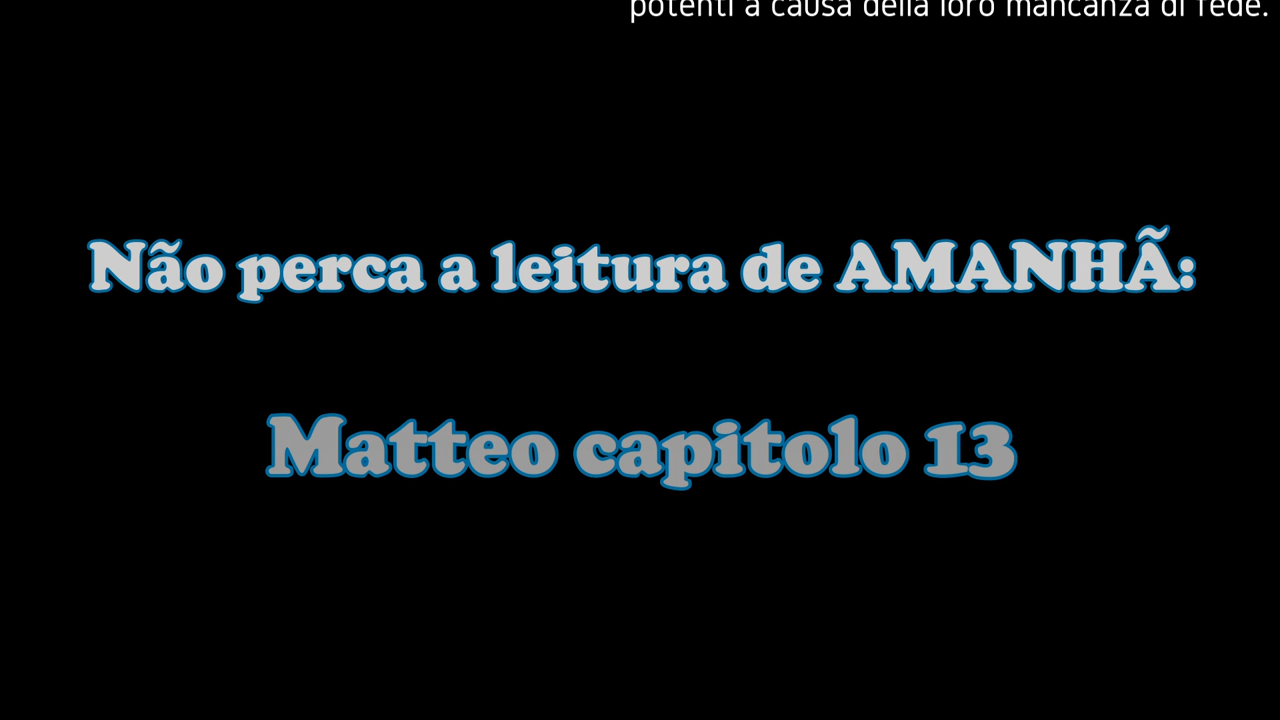 potenti a causa della loro mancanza di fede.
Não perca a leitura de AMANHÃ:
Matteo capitolo 13